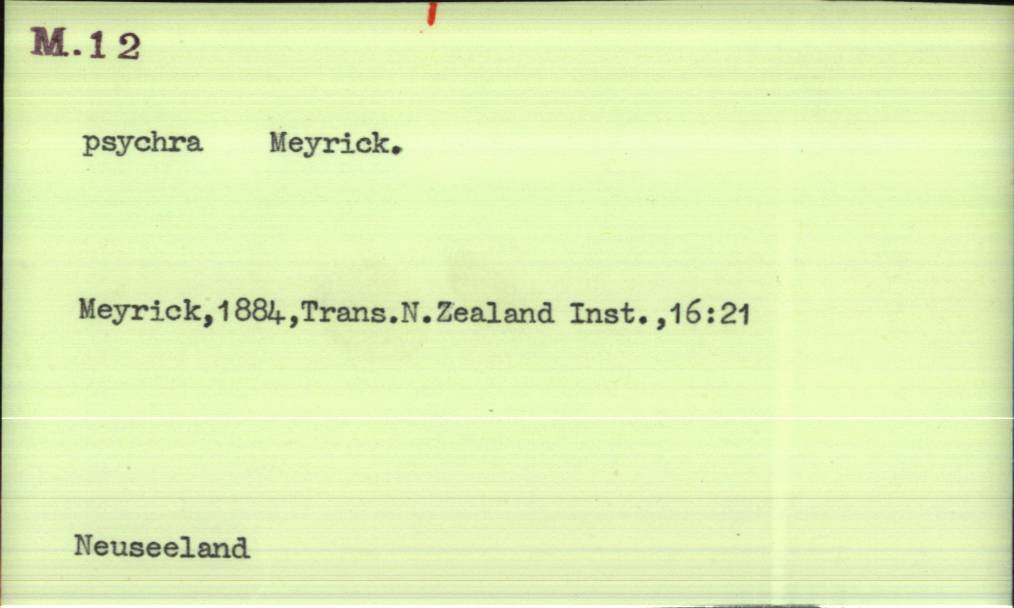 M.12
psychra Meyrick.
Meyrick,1884,Trans.N.Zealand Inst.,16:21
Neuseeland